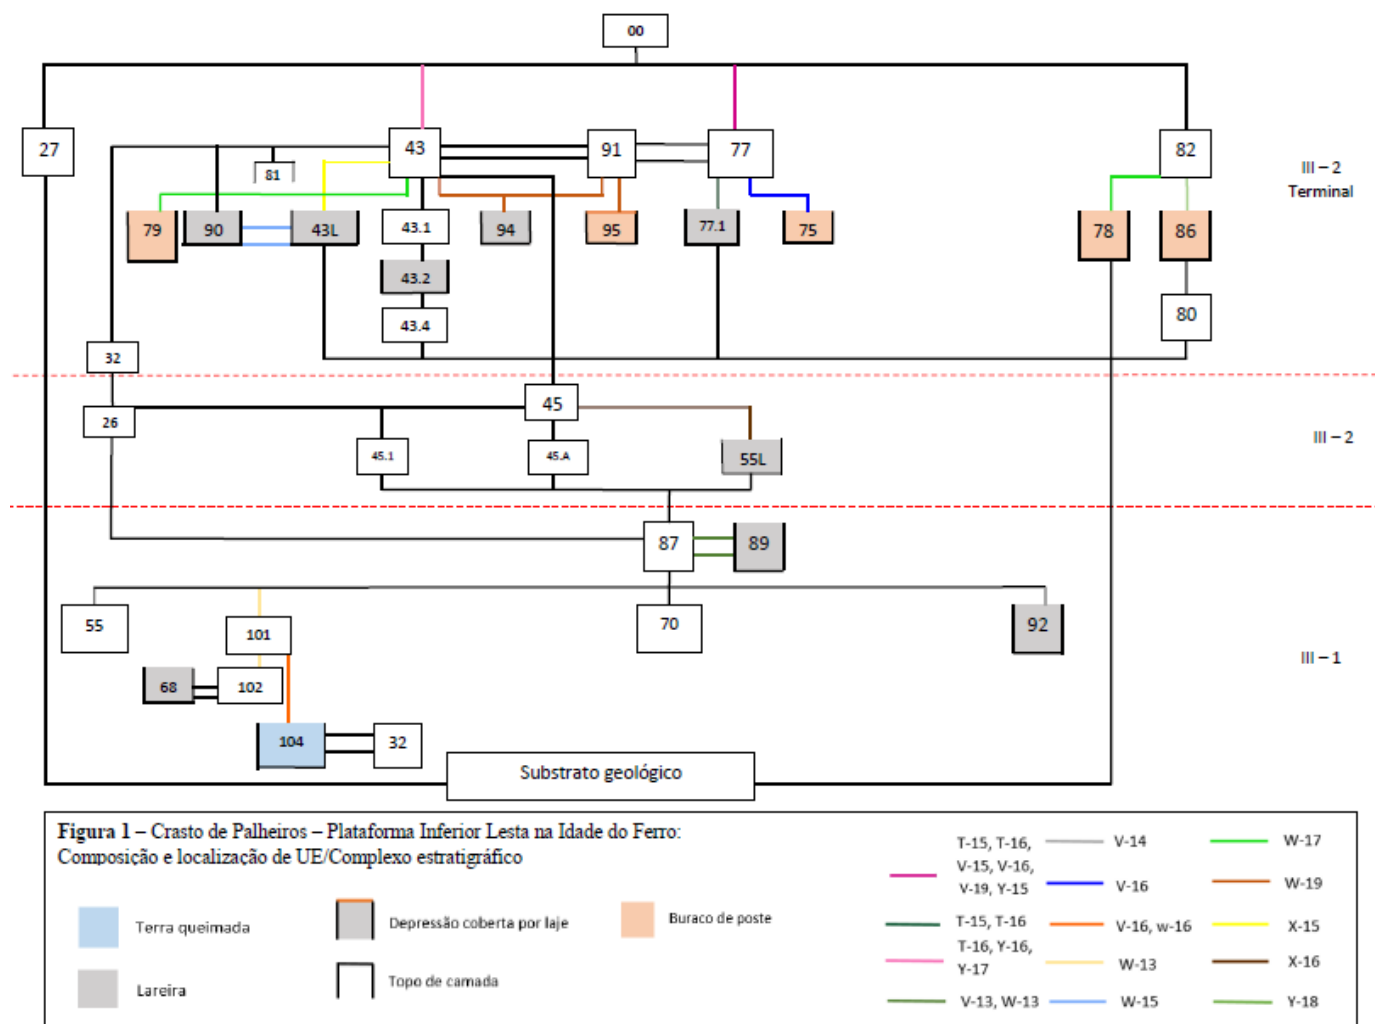 00
27
43
91
77
82
III – 2
Terminal
81
79
90
43L
43.1
94
95
77.1
75
78
86
43.2
43.4
80
32
26
45
III – 2
45.1
45.A
55L
87
89
55
101
70
92
III – 1
68
102
104
32
Substrato geológico
Figura 1 – Crasto de Palheiros – Plataforma Inferior Lesta na Idade do Ferro:
Composição e localização de UE/Complexo estratigráfico
Terra queimada
Depressão coberta por laje
Buraco de poste
Lareira
Topo de camada
T-15, T-16,
V-15, V-16,
V-19, Y-15
T-15, T-16
T-16, Y-16,
Y-17
V-13, W-13
V-14
V-16
V-16, w-16
W-13
W-15
W-17
W-19
X-15
X-16
Y-18